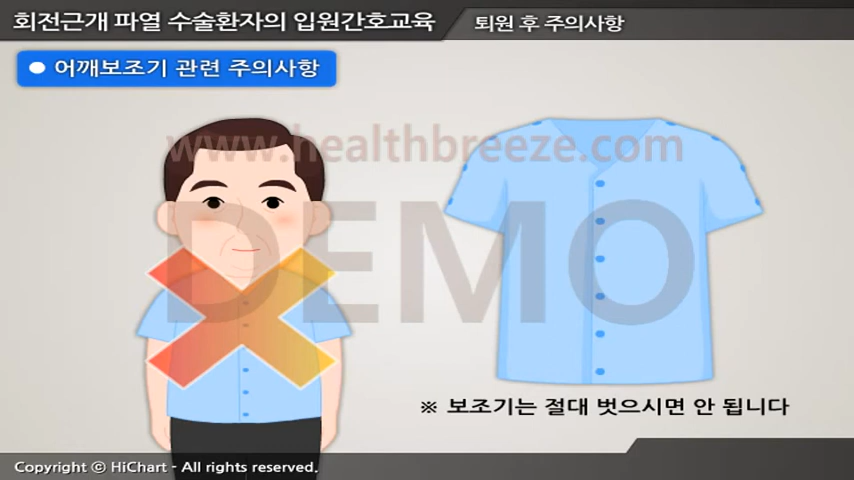 회전근개 파열 수술환자의 입원간호교육
퇴원 후 주의사항
● 어깨보조기 관련 주의사항
www.healthbreeze.com
DEMO
※ 보조기는 절대 벗으시면 안 됩니다
Copyright ⓒ HiChart - All rights reserved.